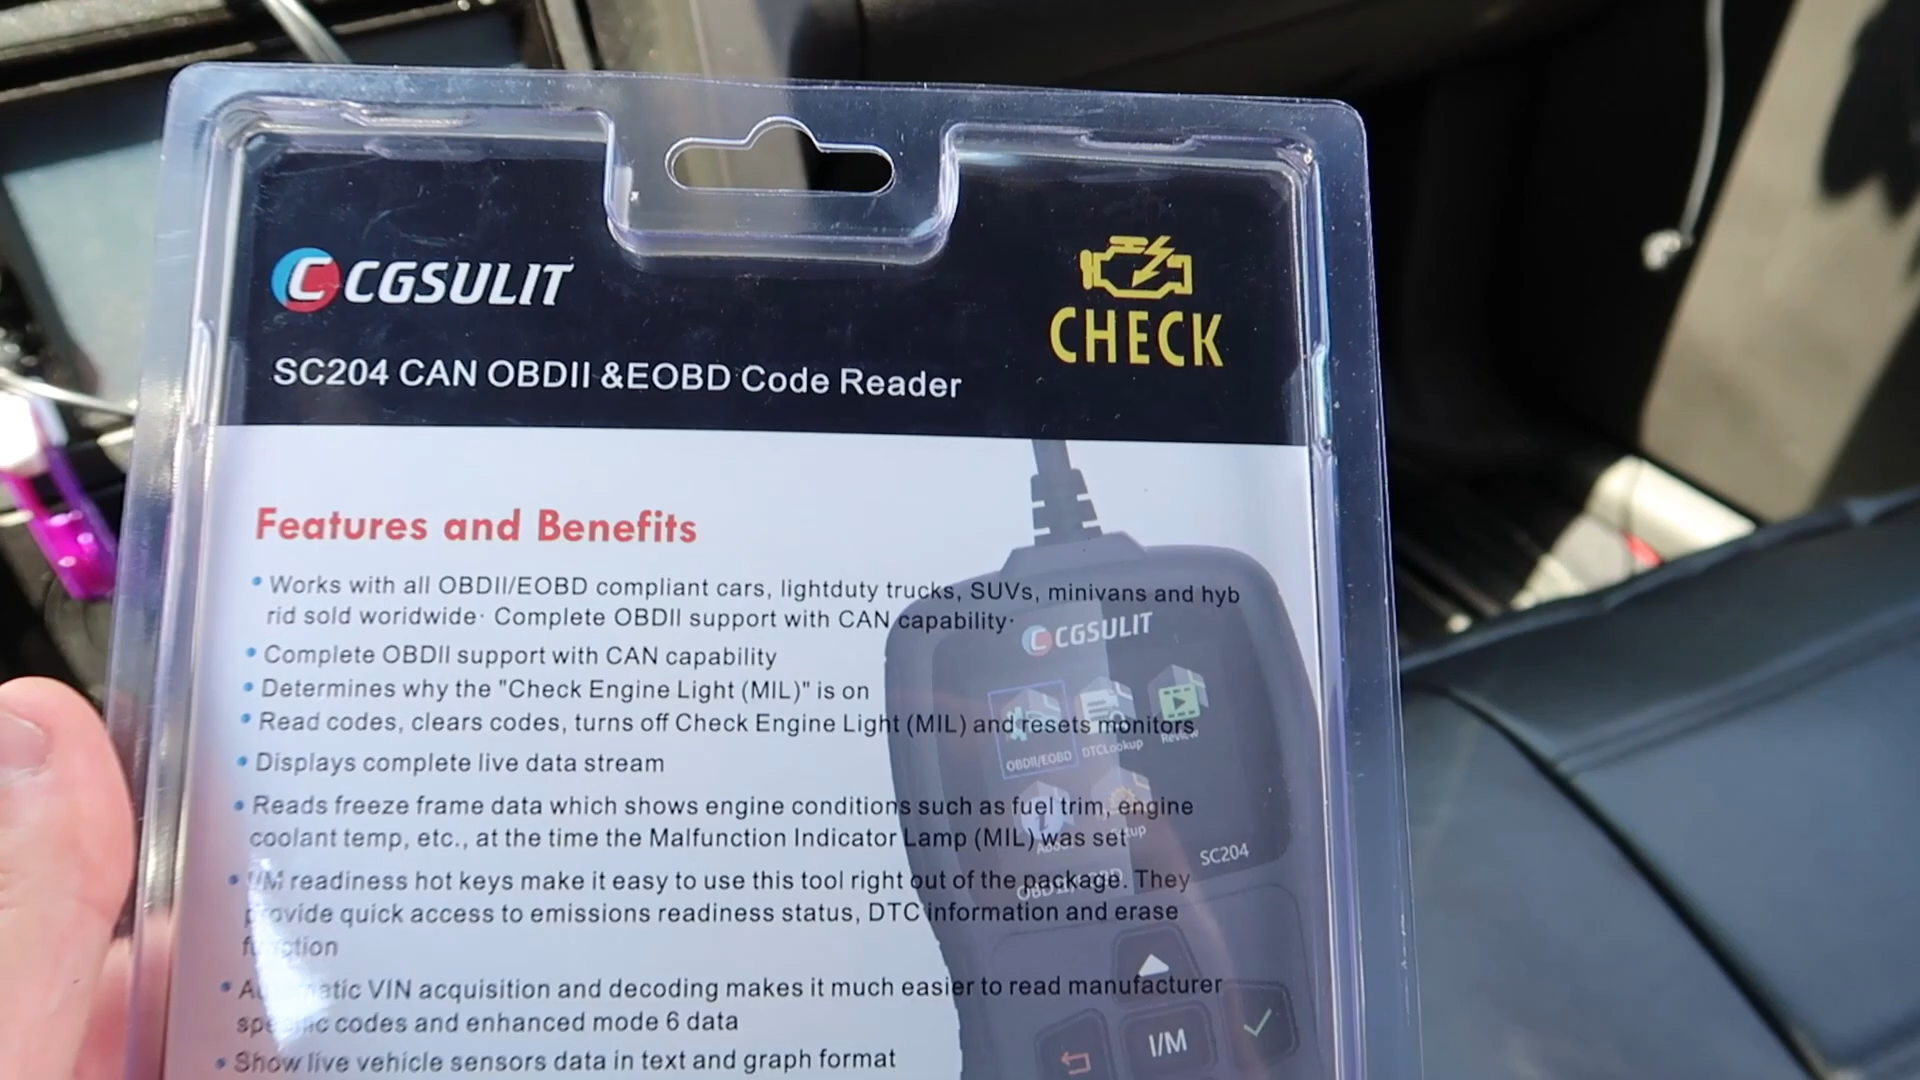 CGSULIT
CHECK
SC204 CAN OBDII &EOBD Code Reader
Features and Benefits
• Works with all OBDII/EOBD compliant cars, lightduty trucks, SUVs, minivans and hyb
rid sold woridwide· Complete OBDII support with CAN capability·
• Complete OBDII support with CAN capability
• Determines why the "Check Engine Light (MIL)" is on
• Read codes, clears codes, turns off Check Engine Light (MIL) and resets monitors
• Displays complete live data stream
• Reads freeze frame data which shows engine conditions such as fuel trim, engine
coolant temp, etc., at the time the Malfunction Indicator Lamp (MIL) was set
• I/M readiness hot keys make it easy to use this tool right out of the package. They
provide quick access to emissions readiness status, DTC information and erase
function
• Automatic VIN acquisition and decoding makes it much easier to read manufacturer
specific codes and enhanced mode 6 data
• Show live vehicle sensors data in text and graph format
CGSULIT
OBDII/EOBD DTCLookup Review
About Setup
SC204
OBDII/EOBD
I/M